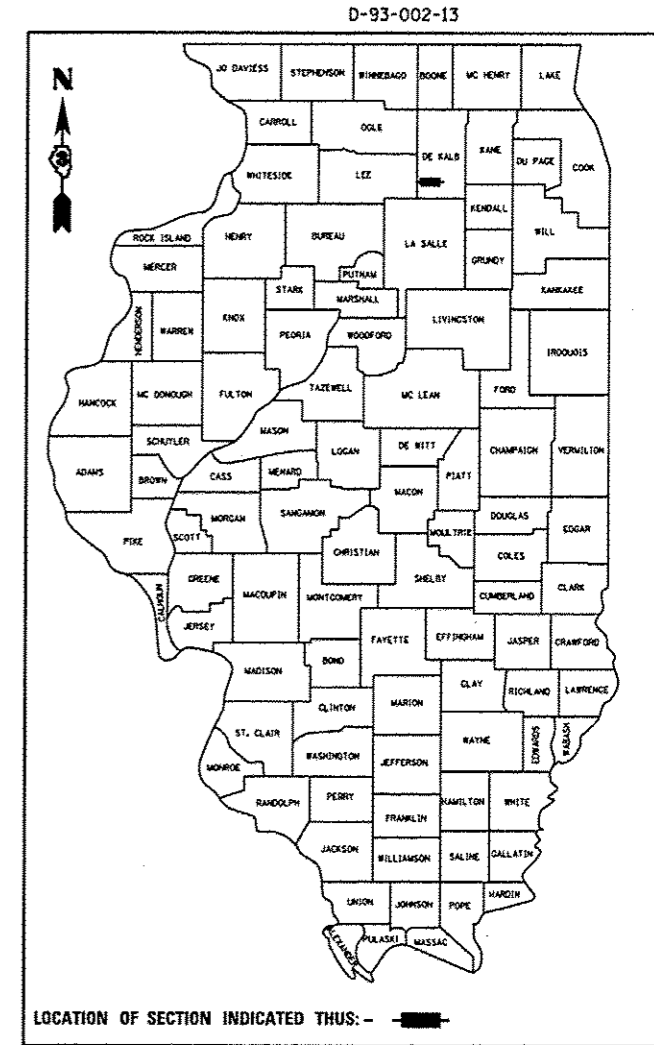 D-93-002-13
N
JO DAVIESS STEPHENSON WINNEBAGO BOONE MC HENRY LAKE
CARROLL OGLE DE KALB KANE DU PAGE COOK
WHITESIDE LEE KENDALL WILL
ROCK ISLAND HENRY BUREAU LA SALLE GRUNDY
MERCER PUTNAM KANKAKEE
HENDERSON WARREN KNOX STARK MARSHALL LIVINGSTON
PEORIA WOODFORD IROQUOIS
HANCOCK MC DONOUGH FULTON TAZEWELL MC LEAN FORD
SCHUYLER MASON LOGAN DE WITT CHAMPAIGN VERMILION
ADAMS BROWN CASS MENARD PIATT
MORGAN SANGAMON MACON DOUGLAS EDGAR
PIKE SCOTT CHRISTIAN MOULTRIE COLES
CALHOUN GREENE MACOUPIN MONTGOMERY SHELBY CUMBERLAND CLARK
JERSEY FAYETTE EFFINGHAM JASPER CRAWFORD
MADISON BOND CLAY RICHLAND LAWRENCE
CLINTON MARION
ST. CLAIR WAYNE EDWARDS WABASH
MONROE WASHINGTON JEFFERSON
RANDOLPH PERRY HAMILTON WHITE
FRANKLIN
JACKSON WILLIAMSON SALINE GALLATIN
UNION JOHNSON POPE HARDIN
ALEXANDER PULASKI MASSAC
LOCATION OF SECTION INDICATED THUS: -